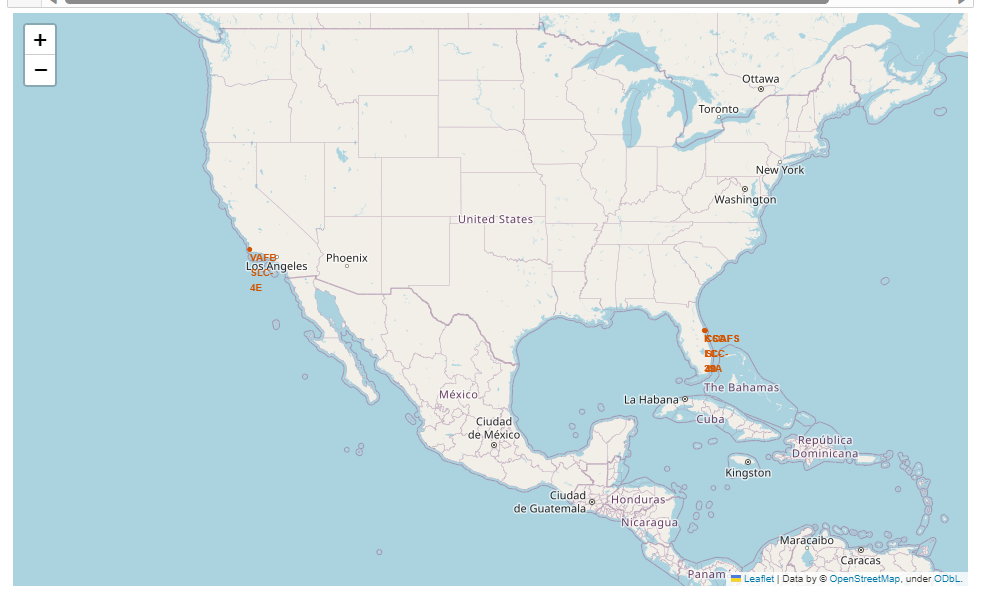 +
−
Ottawa
Toronto
New York
Washington
United States
VAFB
SLC-
4E
Los Angeles
Phoenix
The Bahamas
La Habana
México
Cuba
Ciudad
de México
República
Dominicana
Kingston
Ciudad
de Guatemala
Honduras
Nicaragua
Maracaibo
Caracas
Leaflet | Data by © OpenStreetMap, under ODbL.